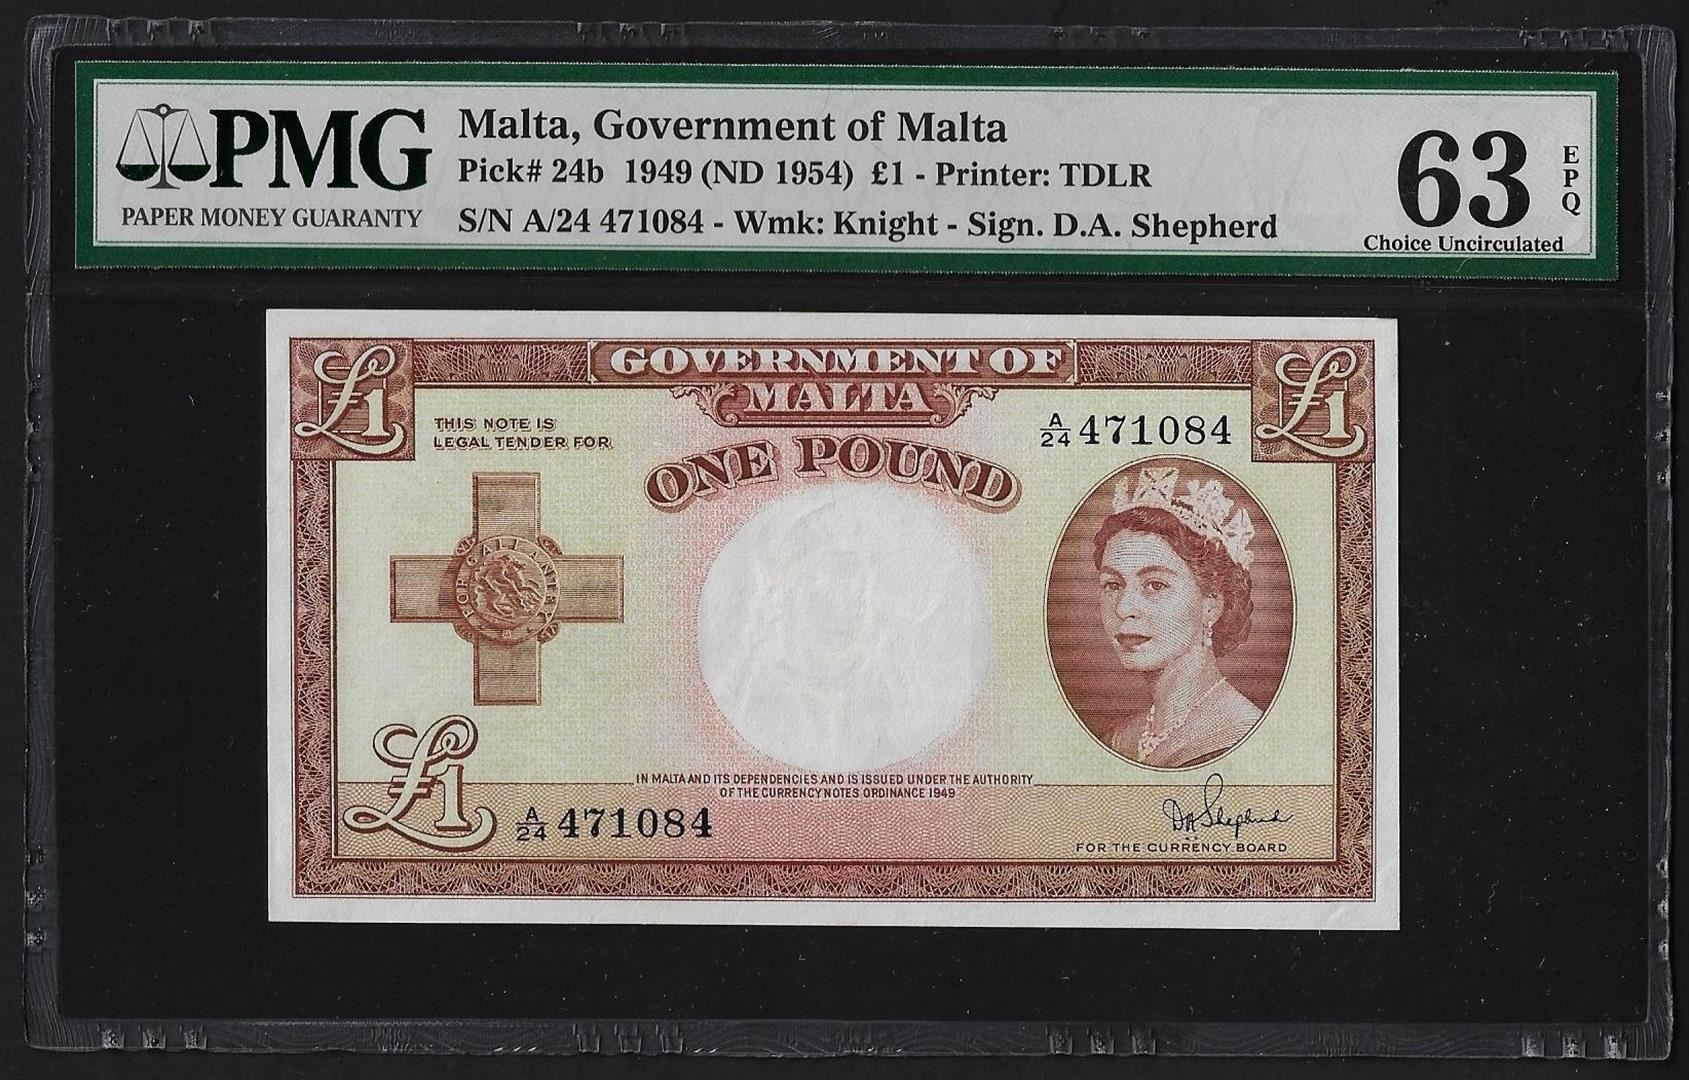 PMG
PAPER MONEY GUARANTY
Malta, Government of Malta
Pick# 24b 1949 (ND 1954) £1 - Printer: TDLR
S/N A/24 471084 - Wmk: Knight - Sign. D.A. Shepherd
63
EPQ
Choice Uncirculated
£1
GOVERNMENT OF
MALTA
£1
THIS NOTE IS
LEGAL TENDER FOR
A/24 471084
ONE POUND
FOR GALLANTRY
£1
IN MALTA AND ITS DEPENDENCIES AND IS ISSUED UNDER THE AUTHORITY
OF THE CURRENCY NOTES ORDINANCE 1949
A/24 471084
DA Shepherd
FOR THE CURRENCY BOARD